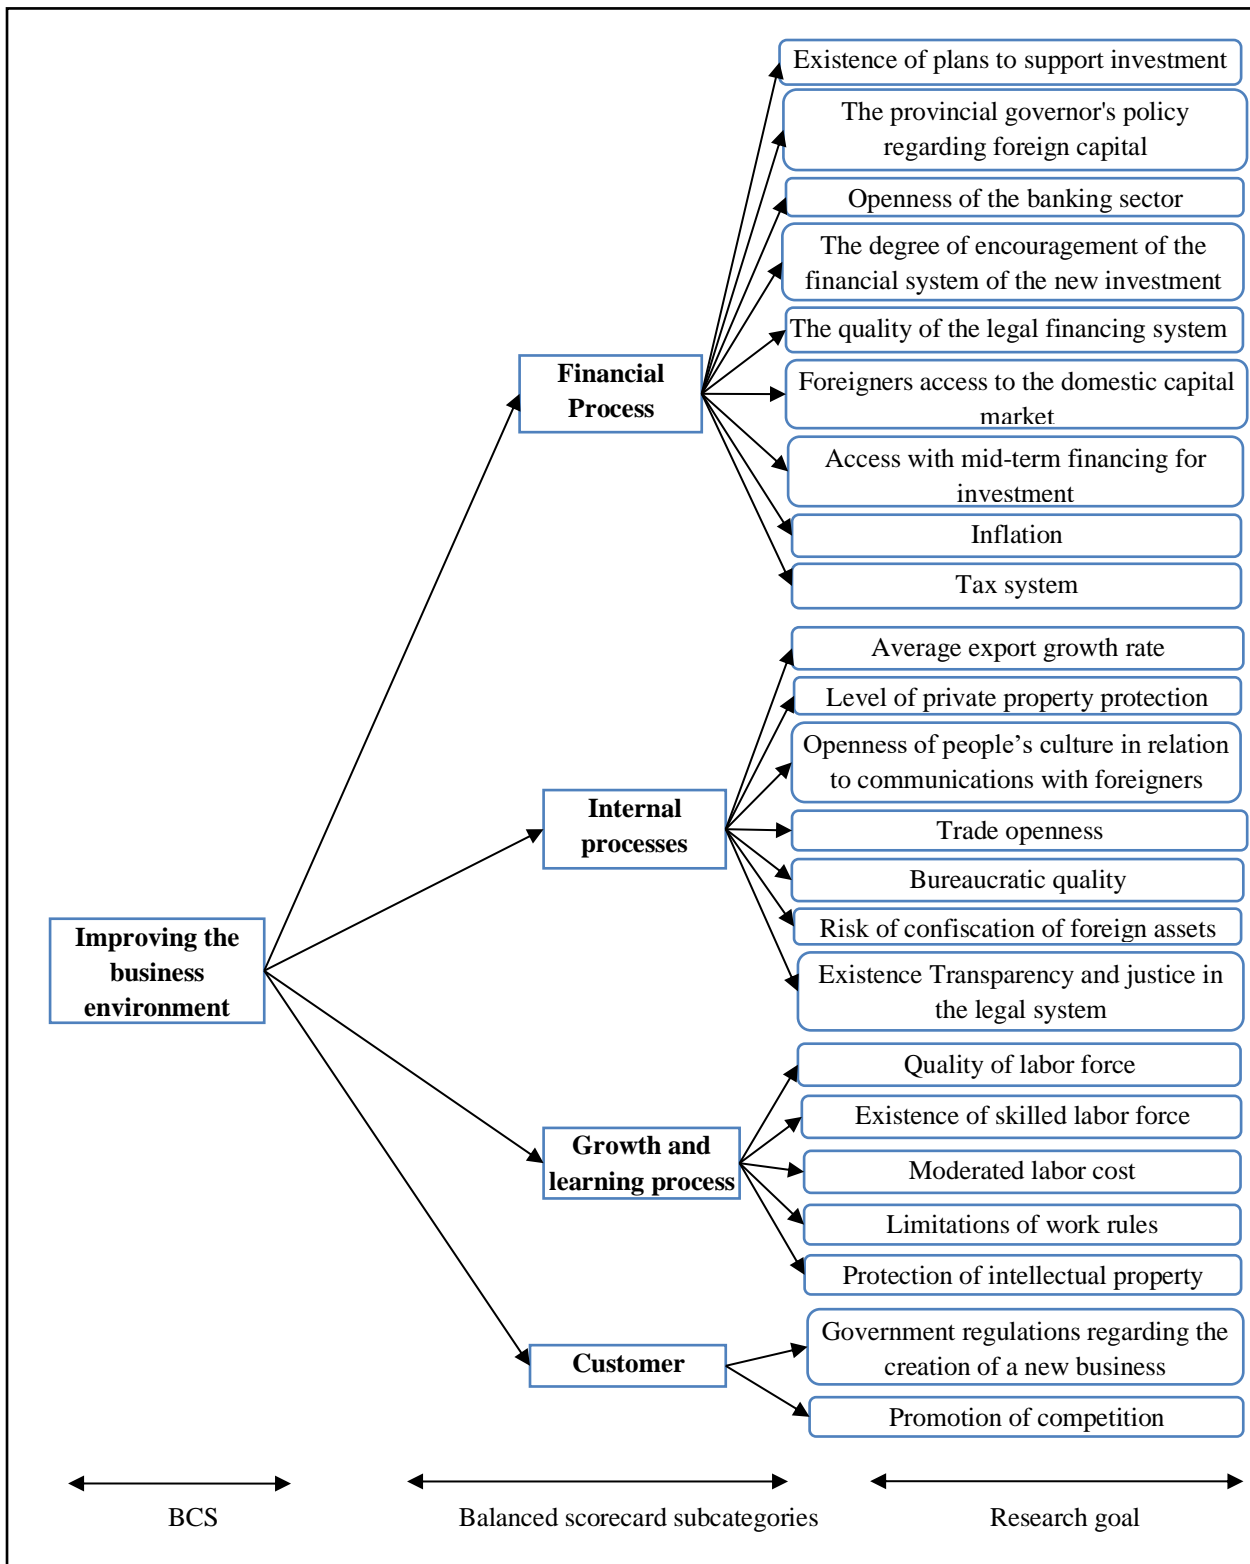 Existence of plans to support investment
The provincial governor's policy
regarding foreign capital
Openness of the banking sector
The degree of encouragement of the
financial system of the new investment
The quality of the legal financing system
Foreigners access to the domestic capital
market
Access with mid-term financing for
investment
Inflation
Tax system
Financial
Process
Average export growth rate
Level of private property protection
Openness of people’s culture in relation
to communications with foreigners
Trade openness
Bureaucratic quality
Risk of confiscation of foreign assets
Existence Transparency and justice in
the legal system
Internal
processes
Improving the
business
environment
Quality of labor force
Existence of skilled labor force
Moderated labor cost
Limitations of work rules
Protection of intellectual property
Growth and
learning process
Government regulations regarding the
creation of a new business
Promotion of competition
Customer
BCS
Balanced scorecard subcategories
Research goal